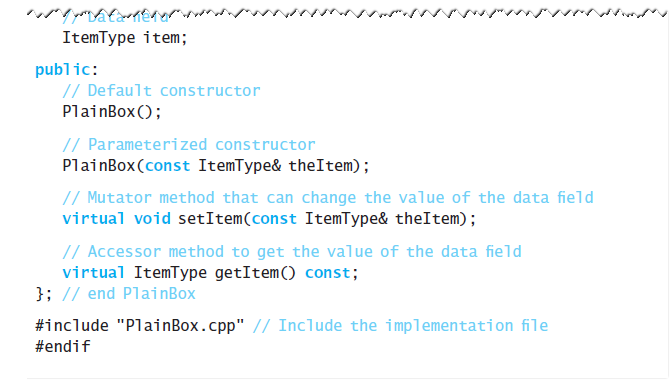 // Data field
ItemType item;
public:
// Default constructor
PlainBox();
// Parameterized constructor
PlainBox(const ItemType& theItem);
// Mutator method that can change the value of the data field
virtual void setItem(const ItemType& theItem);
// Accessor method to get the value of the data field
virtual ItemType getItem() const;
}; // end PlainBox
#include "PlainBox.cpp" // Include the implementation file
#endif